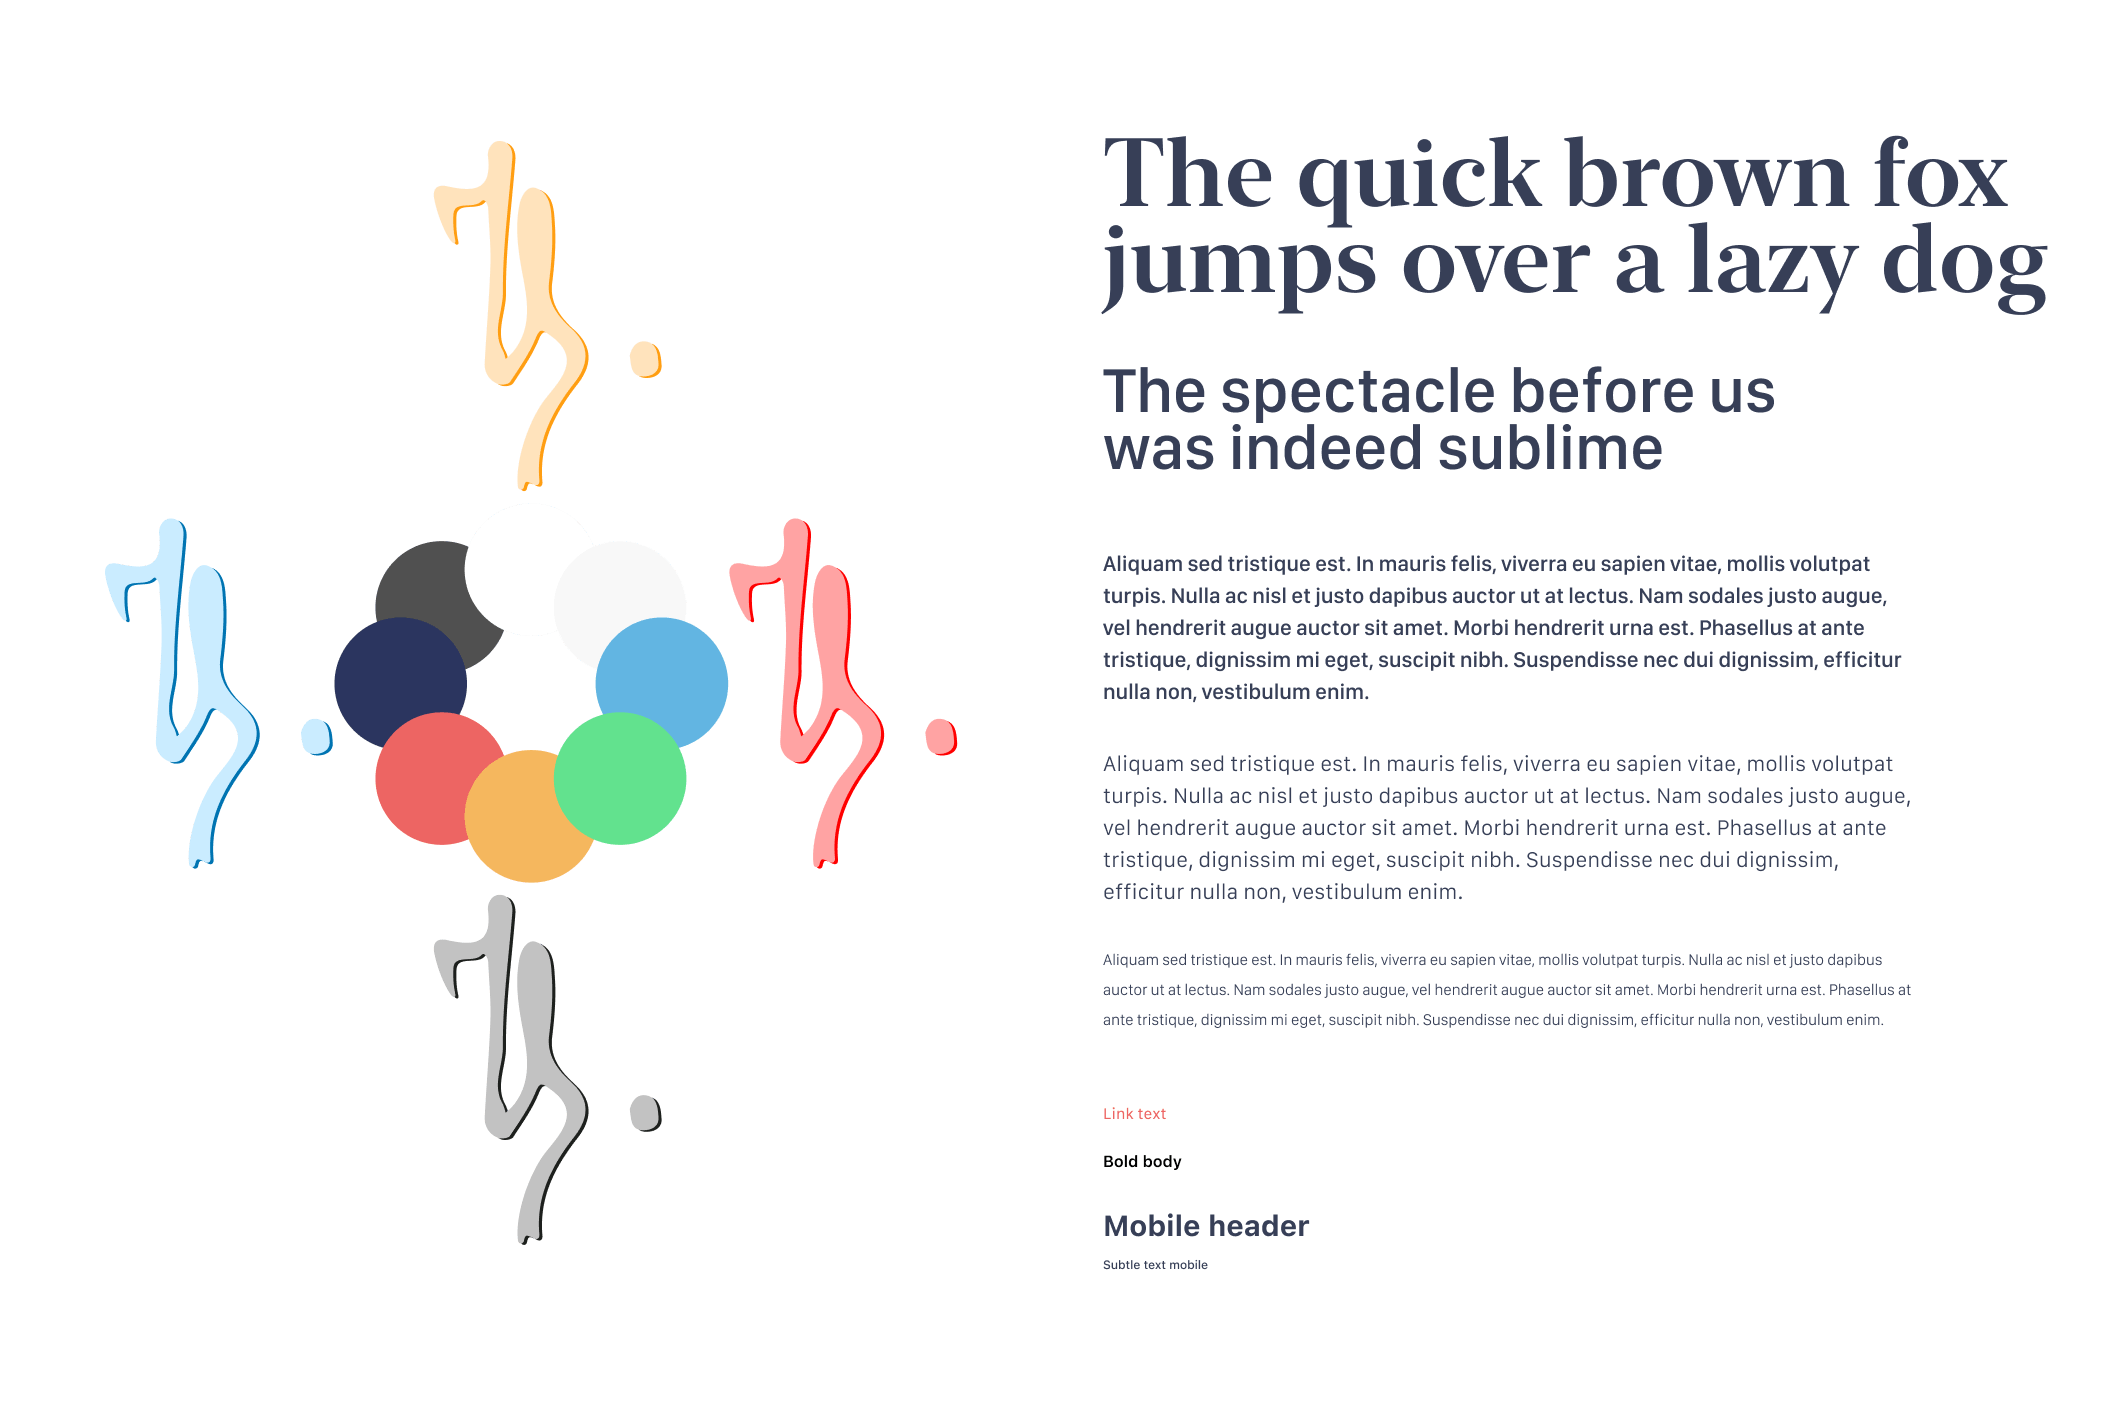 The quick brown fox
jumps over a lazy dog
The spectacle before us
was indeed sublime
Aliquam sed tristique est. In mauris felis, viverra eu sapien vitae, mollis volutpat
turpis. Nulla ac nisl et justo dapibus auctor ut at lectus. Nam sodales justo augue,
vel hendrerit augue auctor sit amet. Morbi hendrerit urna est. Phasellus at ante
tristique, dignissim mi eget, suscipit nibh. Suspendisse nec dui dignissim, efficitur
nulla non, vestibulum enim.
Aliquam sed tristique est. In mauris felis, viverra eu sapien vitae, mollis volutpat
turpis. Nulla ac nisl et justo dapibus auctor ut at lectus. Nam sodales justo augue,
vel hendrerit augue auctor sit amet. Morbi hendrerit urna est. Phasellus at ante
tristique, dignissim mi eget, suscipit nibh. Suspendisse nec dui dignissim,
efficitur nulla non, vestibulum enim.
Aliquam sed tristique est. In mauris felis, viverra eu sapien vitae, mollis volutpat turpis. Nulla ac nisl et justo dapibus
auctor ut at lectus. Nam sodales justo augue, vel hendrerit augue auctor sit amet. Morbi hendrerit urna est. Phasellus at
ante tristique, dignissim mi eget, suscipit nibh. Suspendisse nec dui dignissim, efficitur nulla non, vestibulum enim.
Link text
Bold body
Mobile header
Subtle text mobile